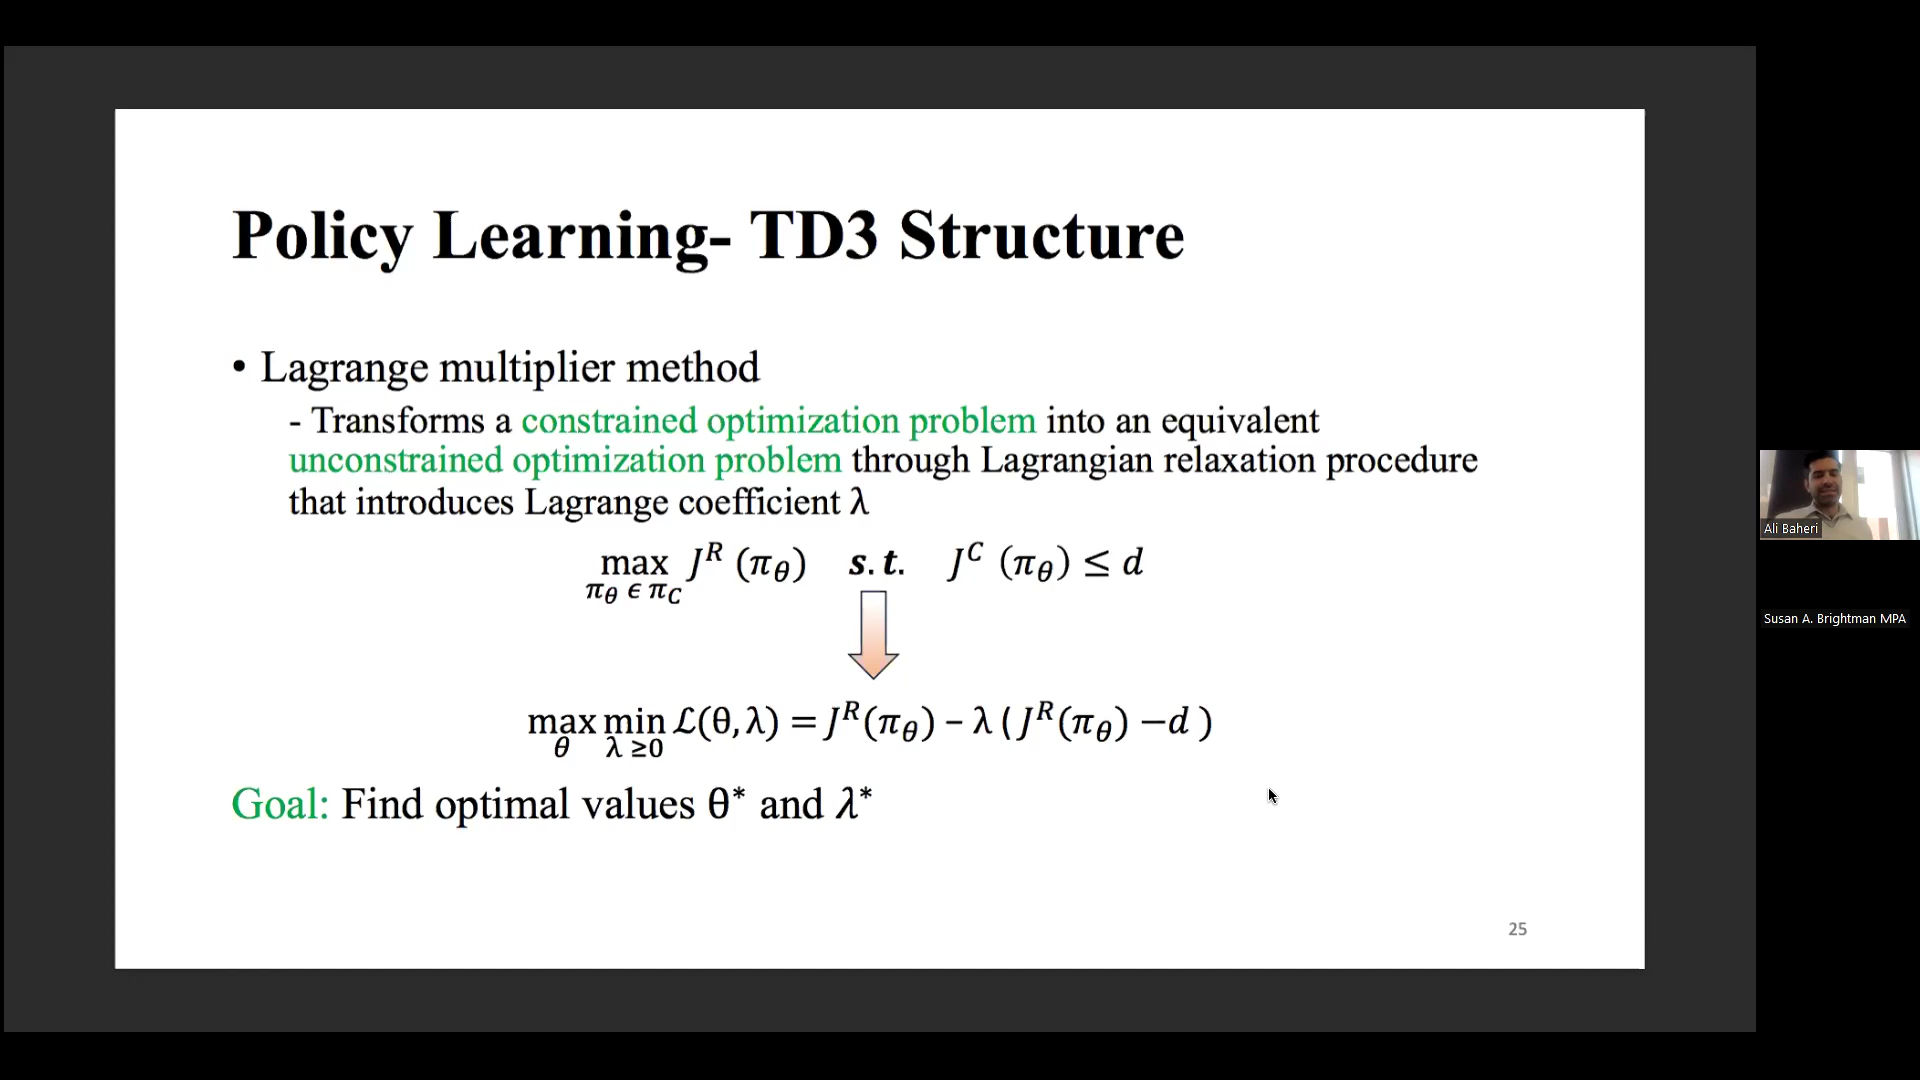 Policy Learning- TD3 Structure
• Lagrange multiplier method
- Transforms a constrained optimization problem into an equivalent
unconstrained optimization problem through Lagrangian relaxation procedure
that introduces Lagrange coefficient λ
max J^R (π_θ) s.t. J^C (π_θ) ≤ d
π_θ ϵ π_C
max min ℒ(θ,λ) = J^R(π_θ) – λ ( J^R(π_θ) −d )
θ λ ≥0
Goal: Find optimal values θ* and λ*
25
Ali Baheri
Susan A. Brightman MPA